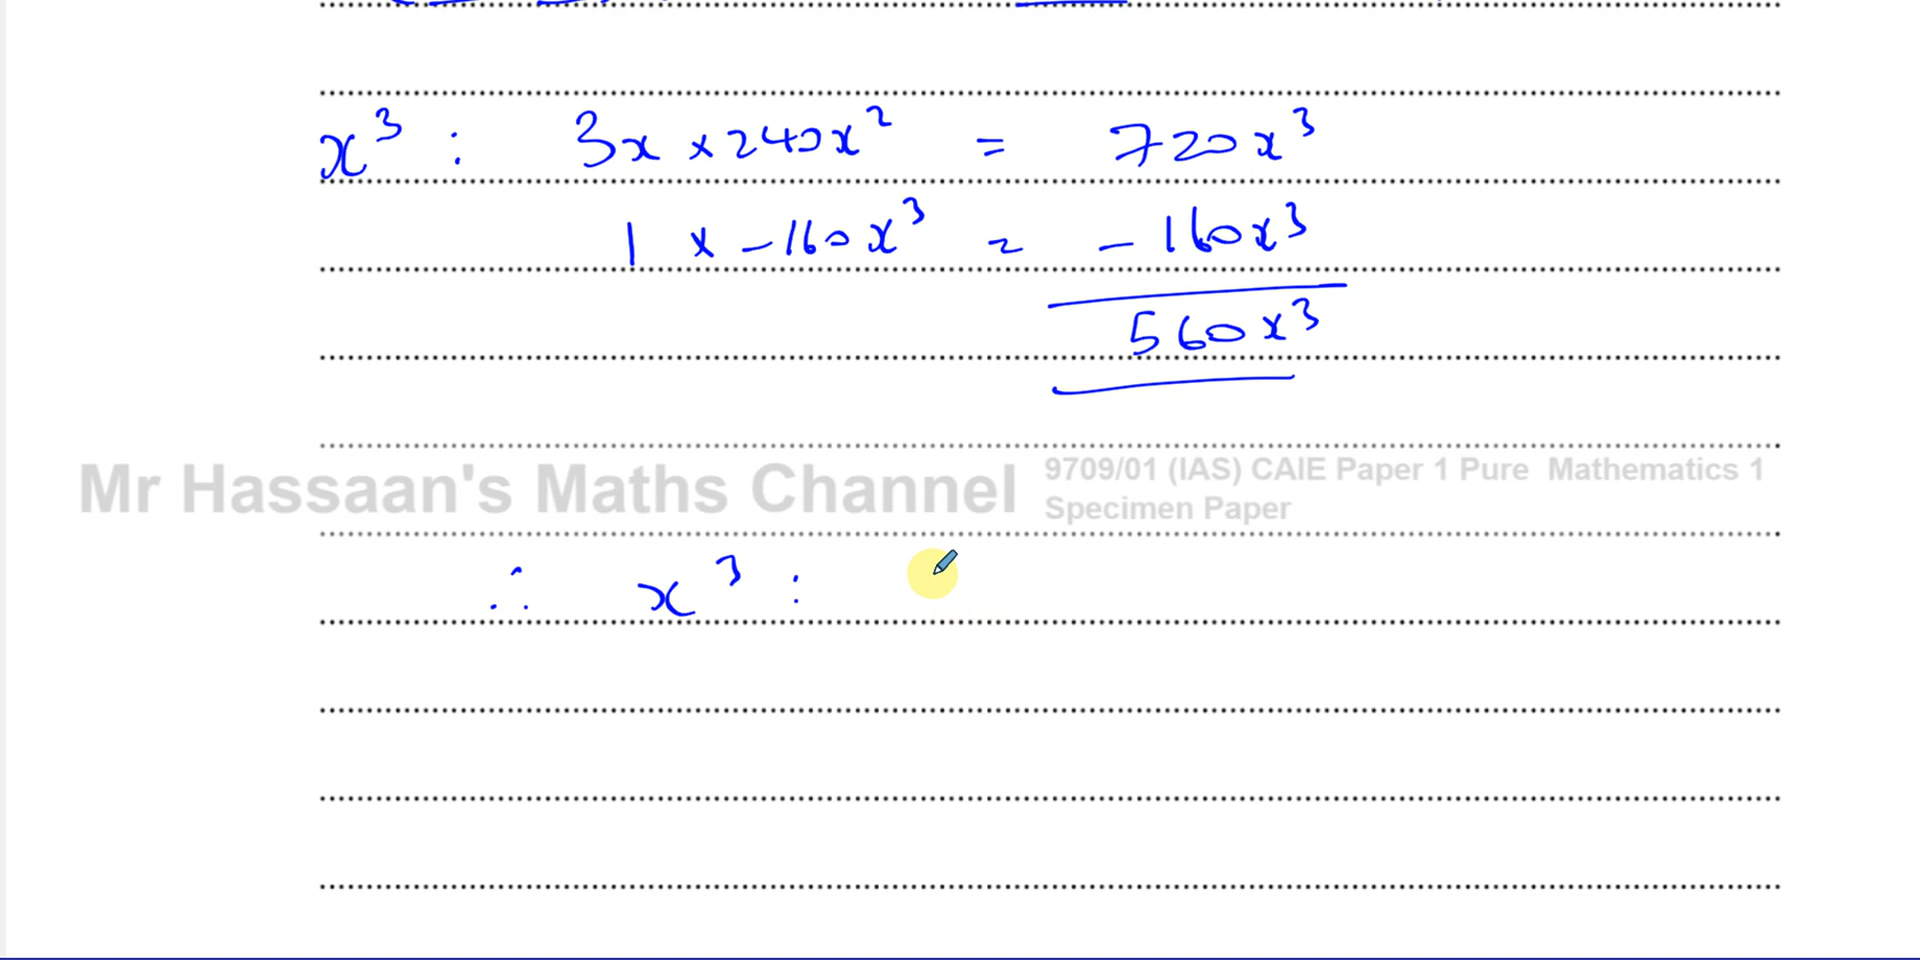 x³ : 3x × 240x² = 720x³
1 × -160x³ = -160x³
560x³
Mr Hassaan's Maths Channel
9709/01 (IAS) CAIE Paper 1 Pure Mathematics 1
Specimen Paper
∴ x³ :